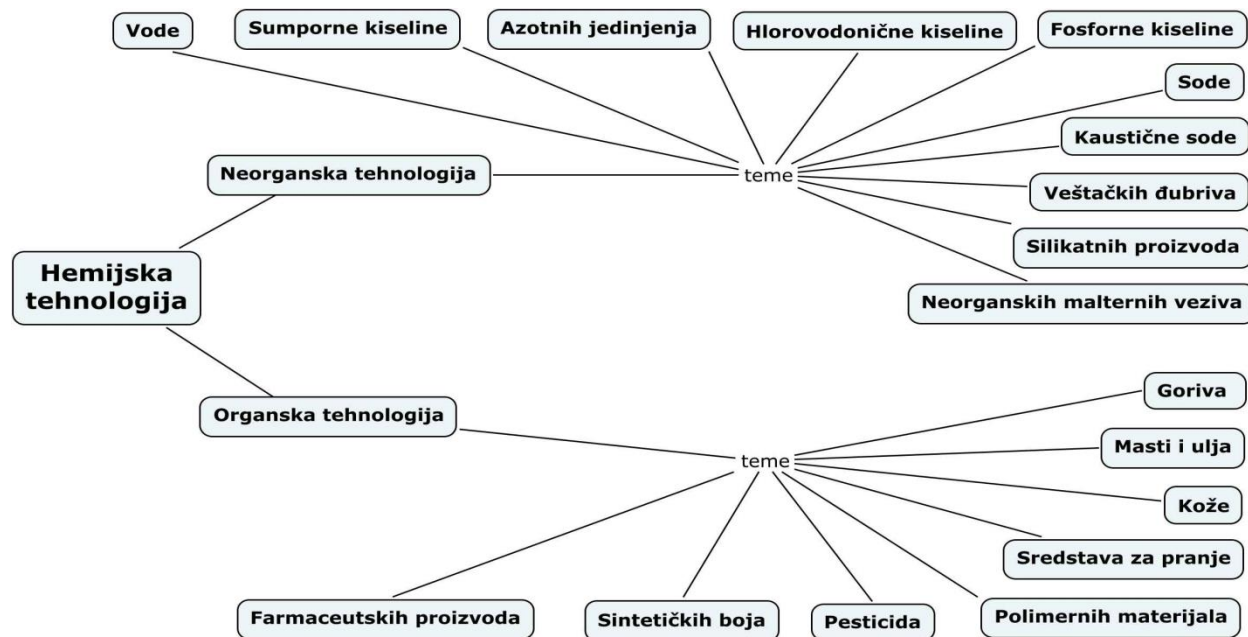 Vode
Sumporne kiseline
Azotnih jedinjenja
Hlorovodonične kiseline
Fosforne kiseline
Sode
Kaustične sode
Neorganska tehnologija
teme
Veštačkih đubriva
Silikatnih proizvoda
Hemijska
tehnologija
Neorganskih malternih veziva
Organska tehnologija
teme
Goriva
Masti i ulja
Kože
Sredstava za pranje
Farmaceutskih proizvoda
Sintetičkih boja
Pesticida
Polimernih materijala